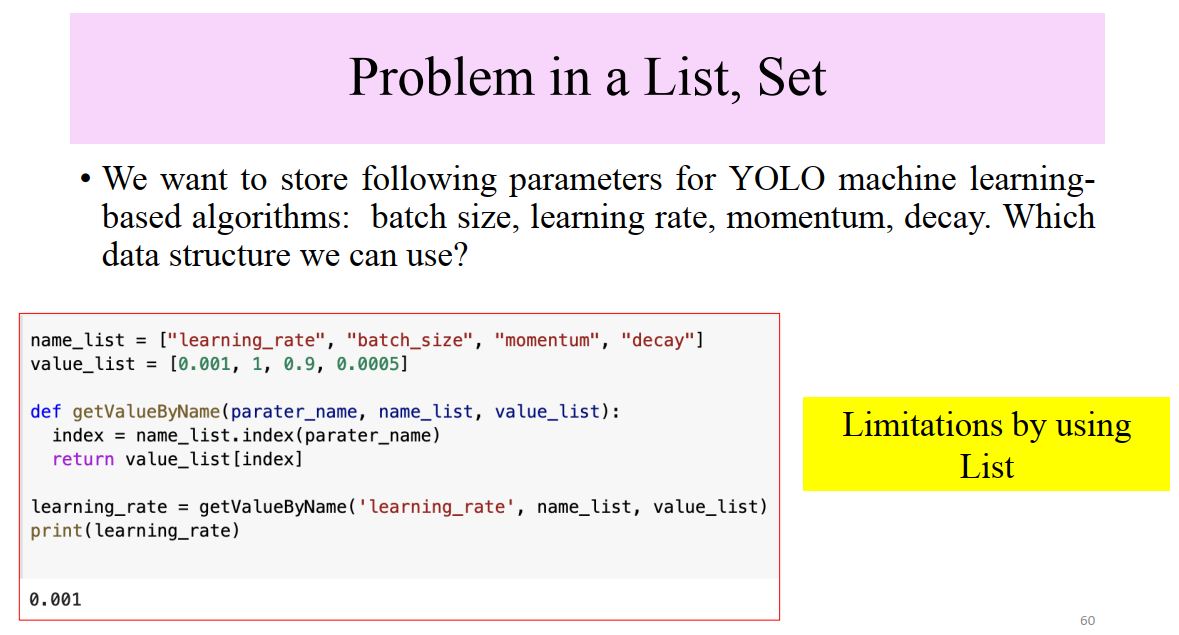 Problem in a List, Set
• We want to store following parameters for YOLO machine learning-
based algorithms: batch size, learning rate, momentum, decay. Which
data structure we can use?
name_list = ["learning_rate", "batch_size", "momentum", "decay"]
value_list = [0.001, 1, 0.9, 0.0005]
def getValueByName(parater_name, name_list, value_list):
  index = name_list.index(parater_name)
  return value_list[index]
learning_rate = getValueByName('learning_rate', name_list, value_list)
print(learning_rate)
0.001
Limitations by using
List
60